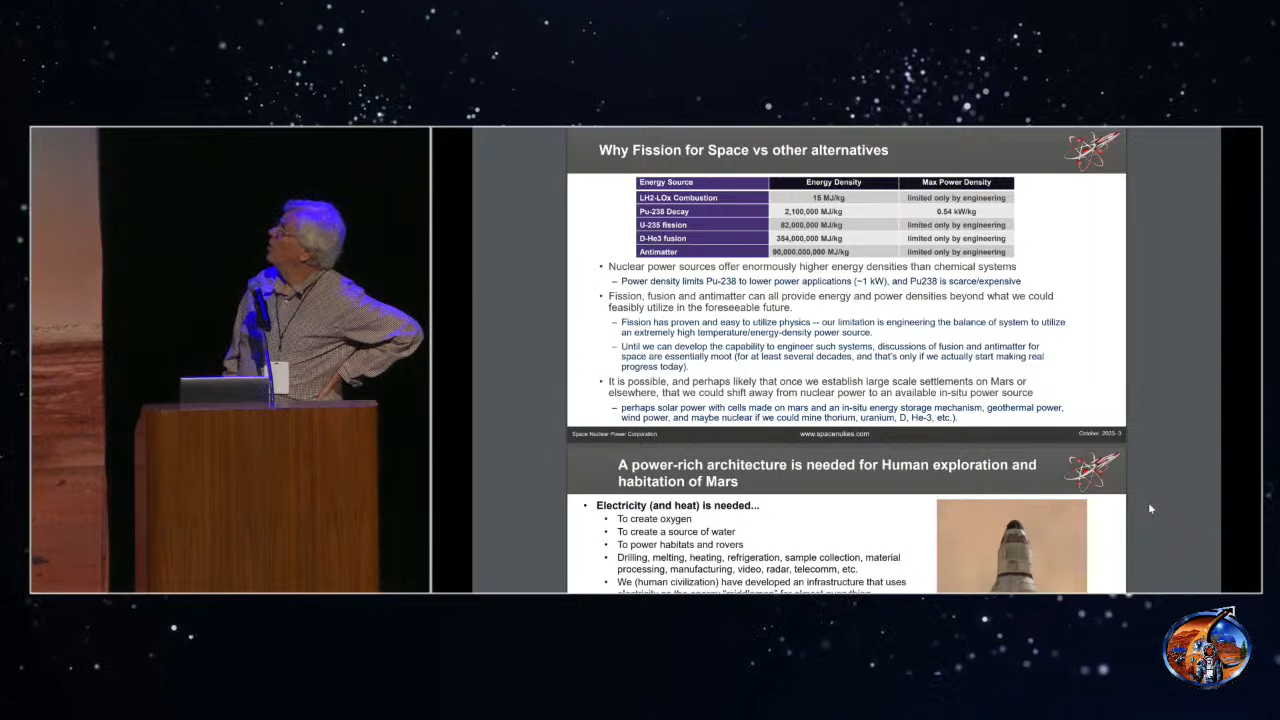 Why Fission for Space vs other alternatives
Energy Source Energy Density Max Power Density
LH2-LOx Combustion 15 MJ/kg limited only by engineering
Pu-238 Decay 2,100,000 MJ/kg 0.54 kW/kg
U-235 fission 82,000,000 MJ/kg limited only by engineering
D-He3 fusion 354,000,000 MJ/kg limited only by engineering
Antimatter 90,000,000,000 MJ/kg limited only by engineering
• Nuclear power sources offer enormously higher energy densities than chemical systems
– Power density limits Pu-238 to lower power applications (~1 kW), and Pu238 is scarce/expensive
• Fission, fusion and antimatter can all provide energy and power densities beyond what we could
feasibly utilize in the foreseeable future.
– Fission has proven and easy to utilize physics -- our limitation is engineering the balance of system to utilize
an extremely high temperature/energy-density power source.
– Until we can develop the capability to engineer such systems, discussions of fusion and antimatter for
space are essentially moot (for at least several decades, and that's only if we actually start making real
progress today).
• It is possible, and perhaps likely that once we establish large scale settlements on Mars or
elsewhere, that we could shift away from nuclear power to an available in-situ power source
– perhaps solar power with cells made on mars and an in-situ energy storage mechanism, geothermal power,
wind power, and maybe nuclear if we could mine thorium, uranium, D, He-3, etc.).
Space Nuclear Power Corporation www.spacenukes.com October, 2023- 3
A power-rich architecture is needed for Human exploration and
habitation of Mars
• Electricity (and heat) is needed...
• To create oxygen
• To create a source of water
• To power habitats and rovers
• Drilling, melting, heating, refrigeration, sample collection, material
processing, manufacturing, video, radar, telecomm, etc.
• We (human civilization) have developed an infrastructure that uses
electricity as the energy "middleman" for almost everything